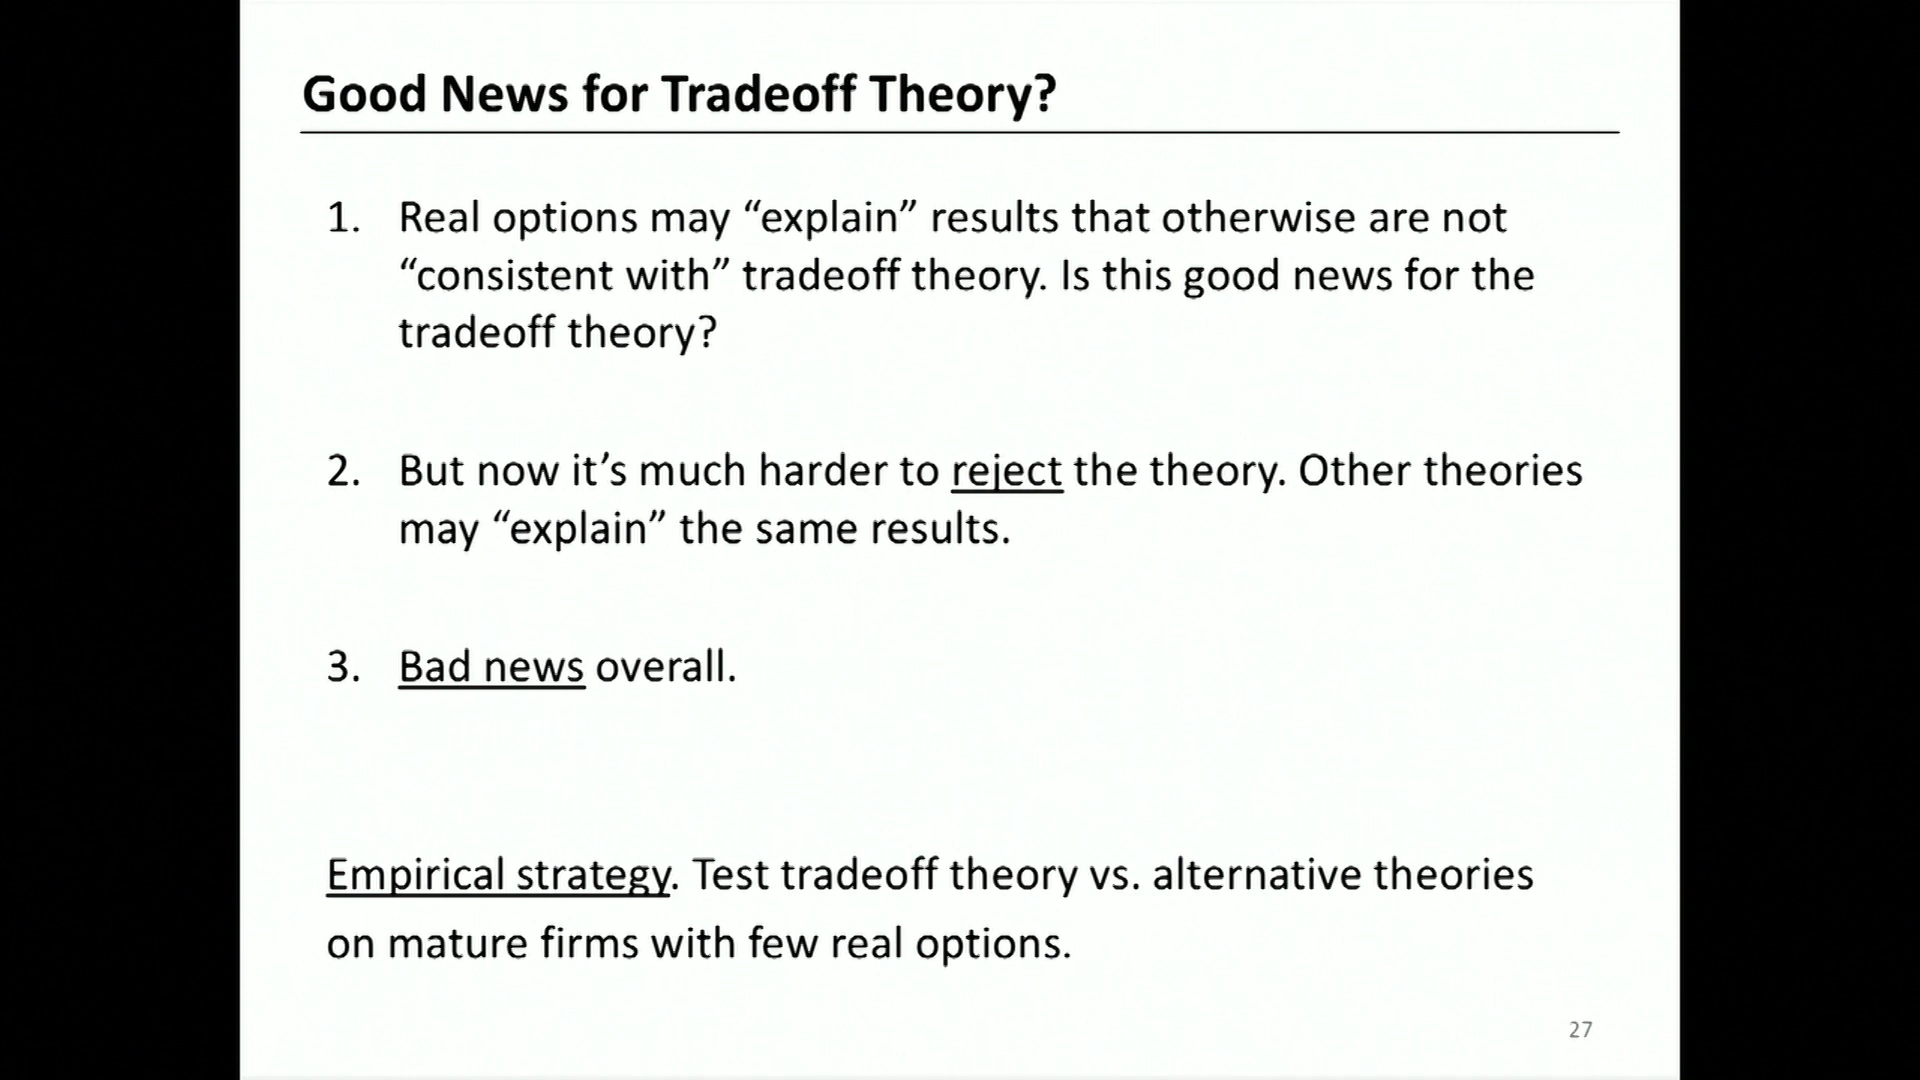 Good News for Tradeoff Theory?
1. Real options may “explain” results that otherwise are not
“consistent with” tradeoff theory. Is this good news for the
tradeoff theory?
2. But now it’s much harder to reject the theory. Other theories
may “explain” the same results.
3. Bad news overall.
Empirical strategy. Test tradeoff theory vs. alternative theories
on mature firms with few real options.
27